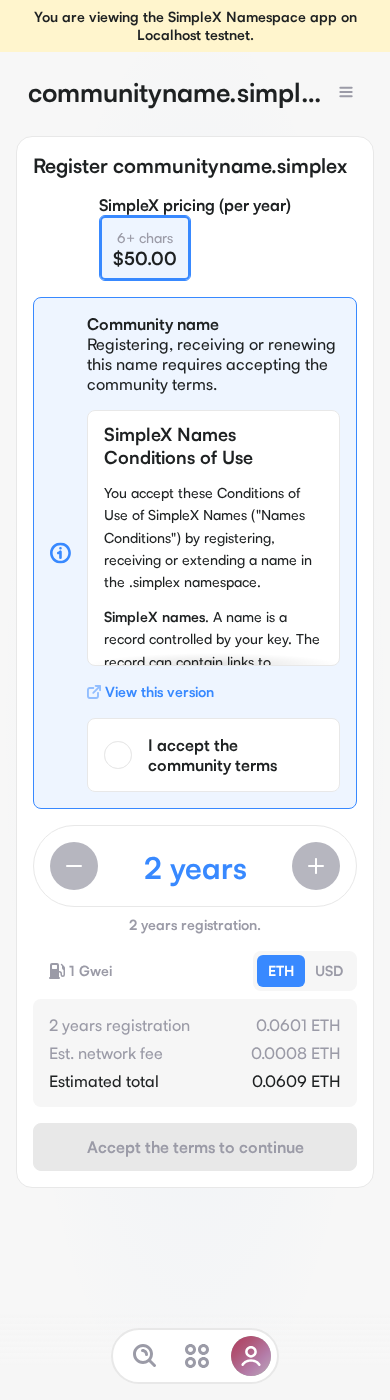 You are viewing the SimpleX Namespace app on
Localhost testnet.
communityname.simpl...
Register communityname.simplex
SimpleX pricing (per year)
6+ chars
$50.00
Community name
Registering, receiving or renewing
this name requires accepting the
community terms.
SimpleX Names
Conditions of Use
You accept these Conditions of
Use of SimpleX Names ("Names
Conditions") by registering,
receiving or extending a name in
the .simplex namespace.
SimpleX names. A name is a
record controlled by your key. The
record can contain links to
View this version
I accept the
community terms
2 years
2 years registration.
1 Gwei
ETH USD
2 years registration 0.0601 ETH
Est. network fee 0.0008 ETH
Estimated total 0.0609 ETH
Accept the terms to continue